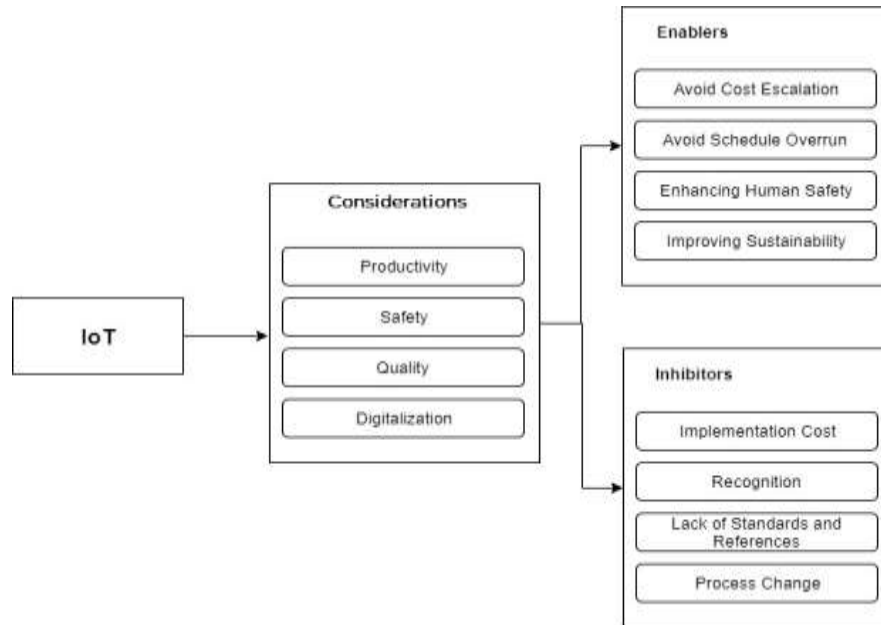 IoT
Considerations
Productivity
Safety
Quality
Digitalization
Enablers
Avoid Cost Escalation
Avoid Schedule Overrun
Enhancing Human Safety
Improving Sustainability
Inhibitors
Implementation Cost
Recognition
Lack of Standards and
References
Process Change